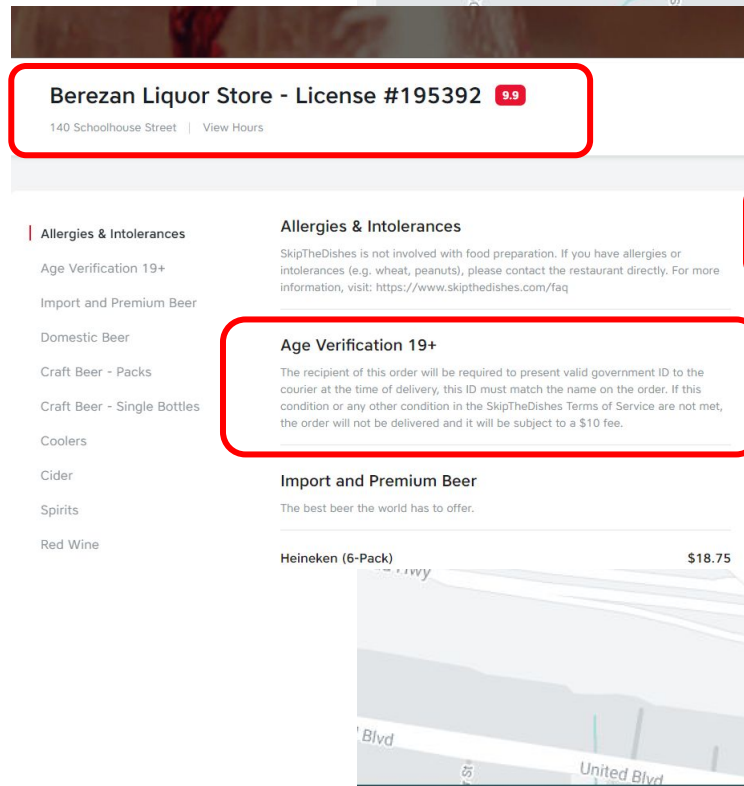 Berezan Liquor Store - License #195392 9.9
140 Schoolhouse Street | View Hours
Allergies & Intolerances
Age Verification 19+
Import and Premium Beer
Domestic Beer
Craft Beer - Packs
Craft Beer - Single Bottles
Coolers
Cider
Spirits
Red Wine
Allergies & Intolerances
SkipTheDishes is not involved with food preparation. If you have allergies or
intolerances (e.g. wheat, peanuts), please contact the restaurant directly. For more
information, visit: https://www.skipthedishes.com/faq
Age Verification 19+
The recipient of this order will be required to present valid government ID to the
courier at the time of delivery, this ID must match the name on the order. If this
condition or any other condition in the SkipTheDishes Terms of Service are not met,
the order will not be delivered and it will be subject to a $10 fee.
Import and Premium Beer
The best beer the world has to offer.
Heineken (6-Pack) $18.75
Hwy
Blvd
St
United Blvd